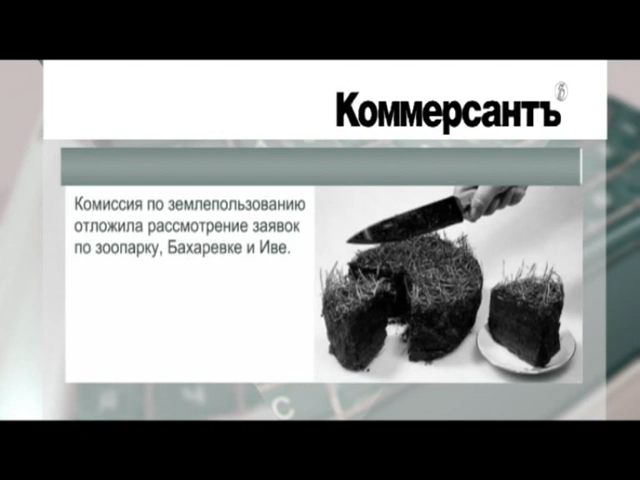 Коммерсантъ
Комиссия по землепользованию
отложила рассмотрение заявок
по зоопарку, Бахаревке и Иве.
С